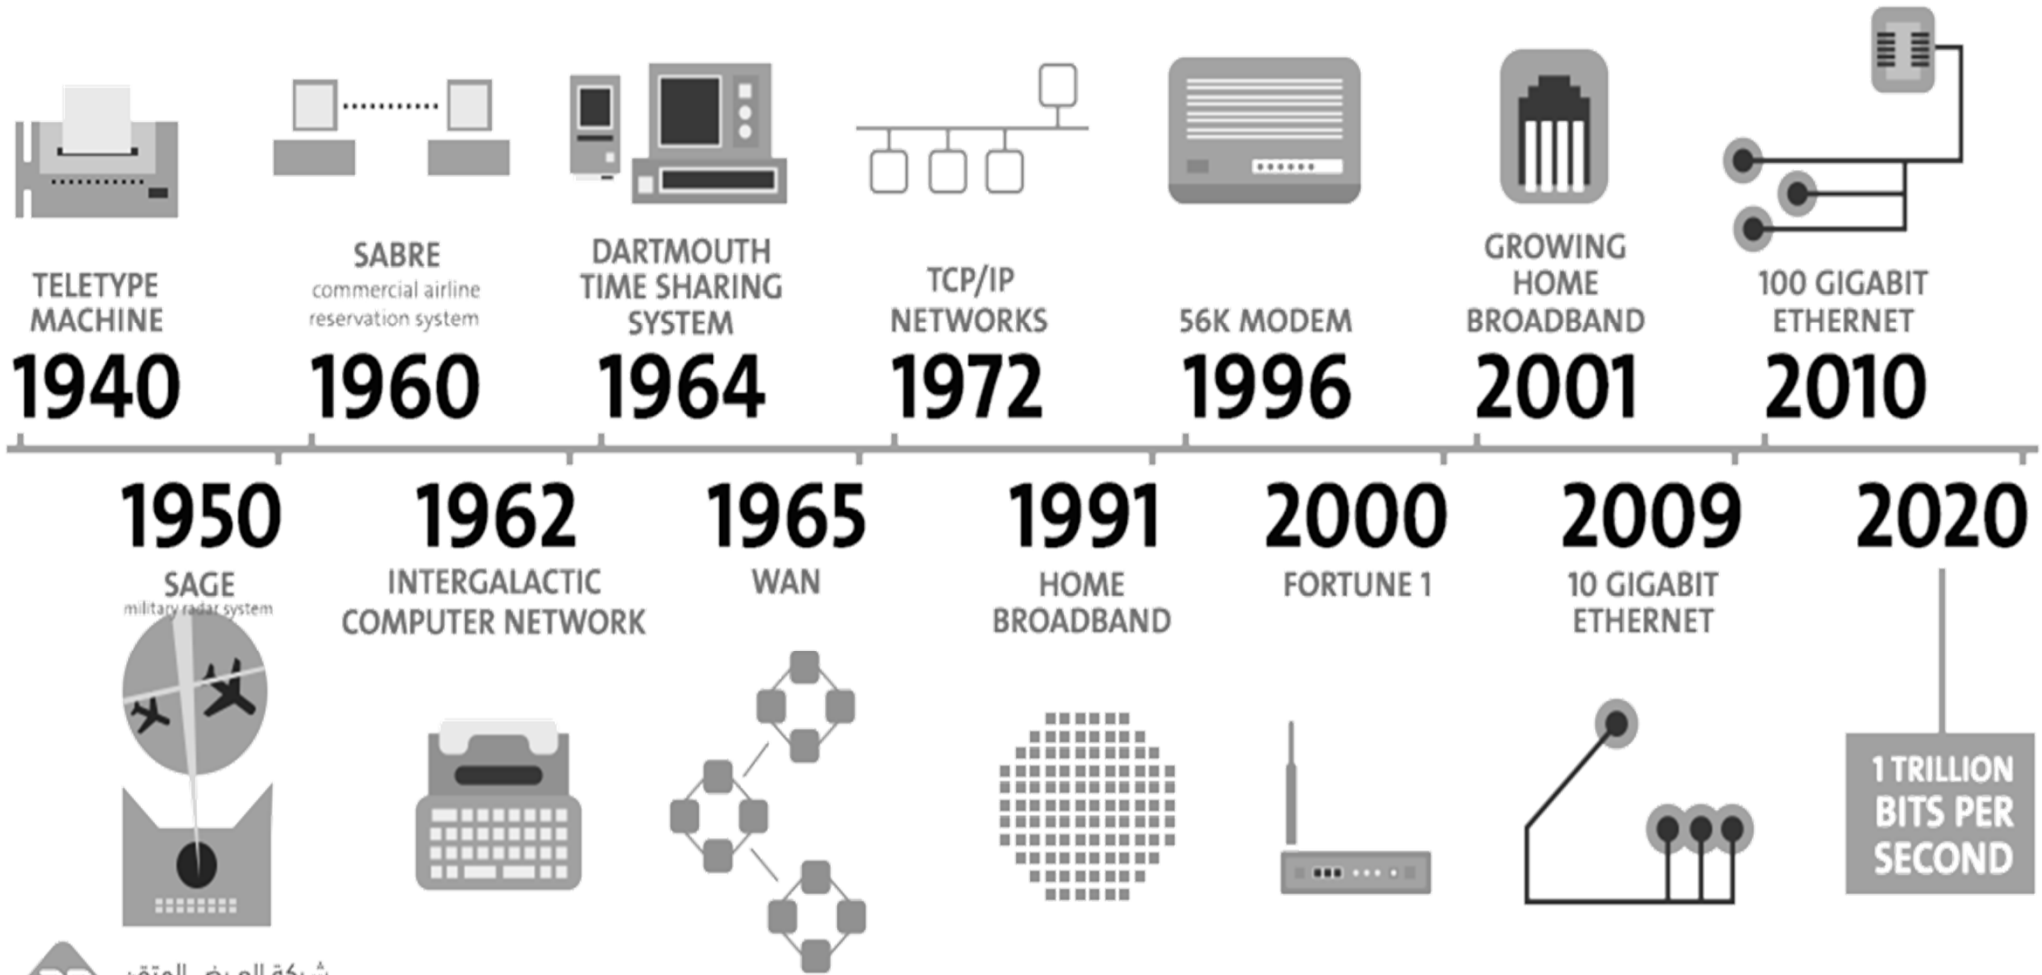 TELETYPE
MACHINE
1940
SABRE
commercial airline
reservation system
1960
DARTMOUTH
TIME SHARING
SYSTEM
1964
TCP/IP
NETWORKS
1972
56K MODEM
1996
GROWING
HOME
BROADBAND
2001
100 GIGABIT
ETHERNET
2010
1950
SAGE
military radar system
1962
INTERGALACTIC
COMPUTER NETWORK
1965
WAN
1991
HOME
BROADBAND
2000
FORTUNE 1
2009
10 GIGABIT
ETHERNET
2020
1 TRILLION
BITS PER
SECOND